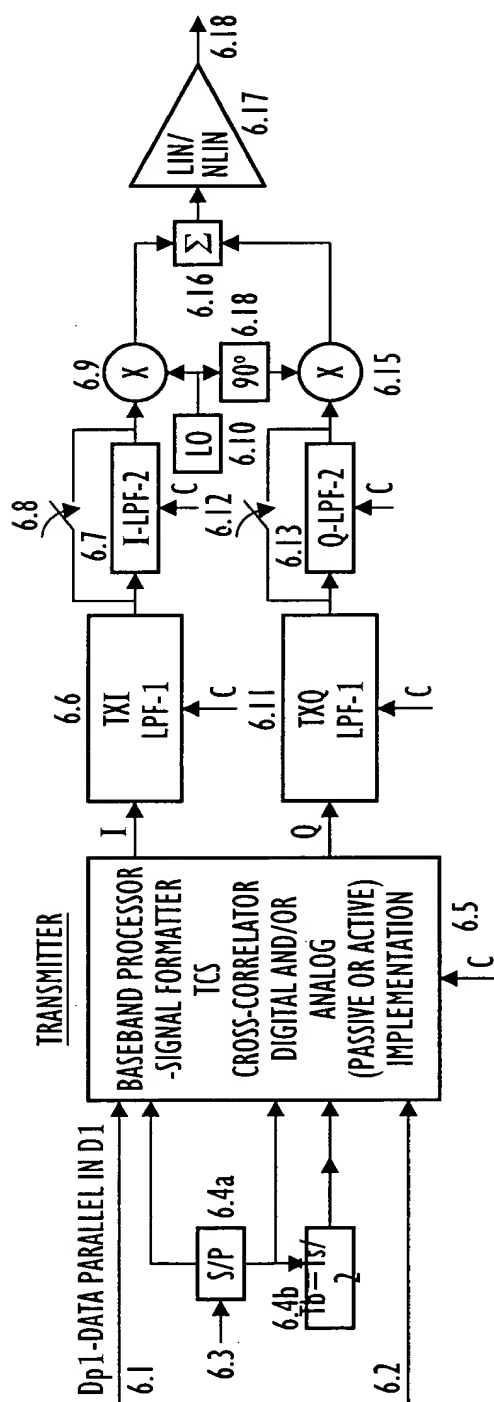 TRANSMITTER
Dp1-DATA PARALLEL IN D1
6.1
6.2
6.3
S/P
6.4a
6.4b
Tb=Ts/
2
BASEBAND PROCESSOR
-SIGNAL FORMATTER
TCS
CROSS-CORRELATOR
DIGITAL AND/OR
ANALOG
(PASSIVE OR ACTIVE)
IMPLEMENTATION
6.5
C
I
Q
6.6
TXI
LPF-1
C
6.11
TXQ
LPF-1
C
6.8
6.7
I-LPF-2
C
6.12
6.13
Q-LPF-2
C
6.9
X
LO
6.10
90°
6.18
X
6.15
Σ
6.16
LIN/
NLIN
6.17
6.18